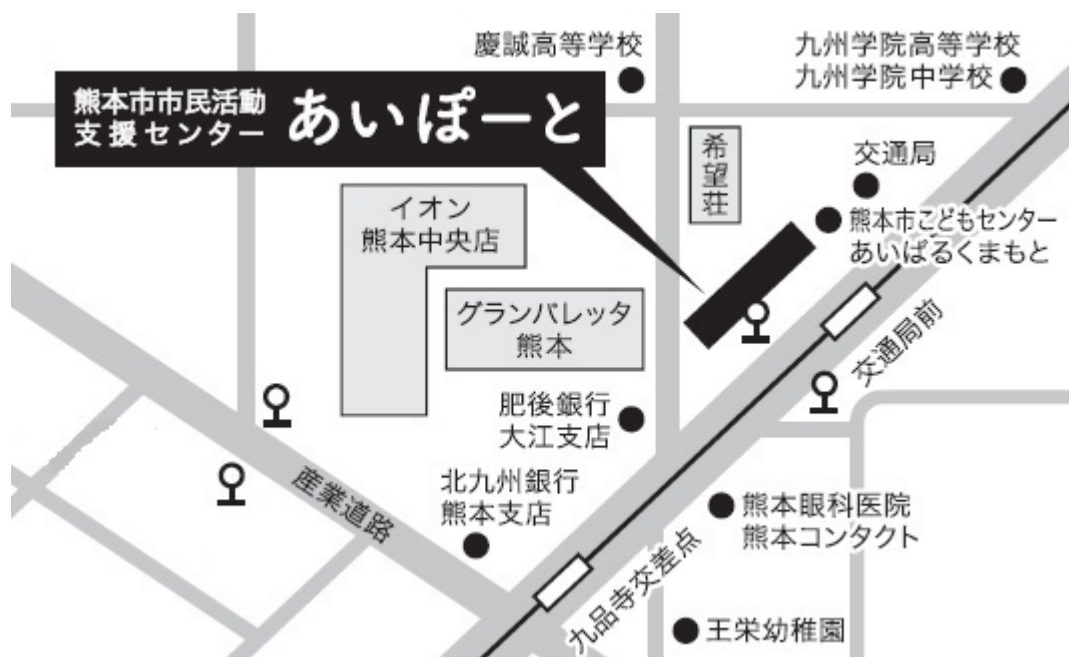 慶誠高等学校
九州学院高等学校
九州学院中学校
熊本市市民活動
支援センター
あいぽーと
希望荘
交通局
熊本市こどもセンター
あいぱるくまもと
イオン
熊本中央店
グランパレッタ
熊本
交通局前
肥後銀行
大江支店
北九州銀行
熊本支店
産業道路
熊本眼科医院
熊本コンタクト
九品寺交差点
王栄幼稚園